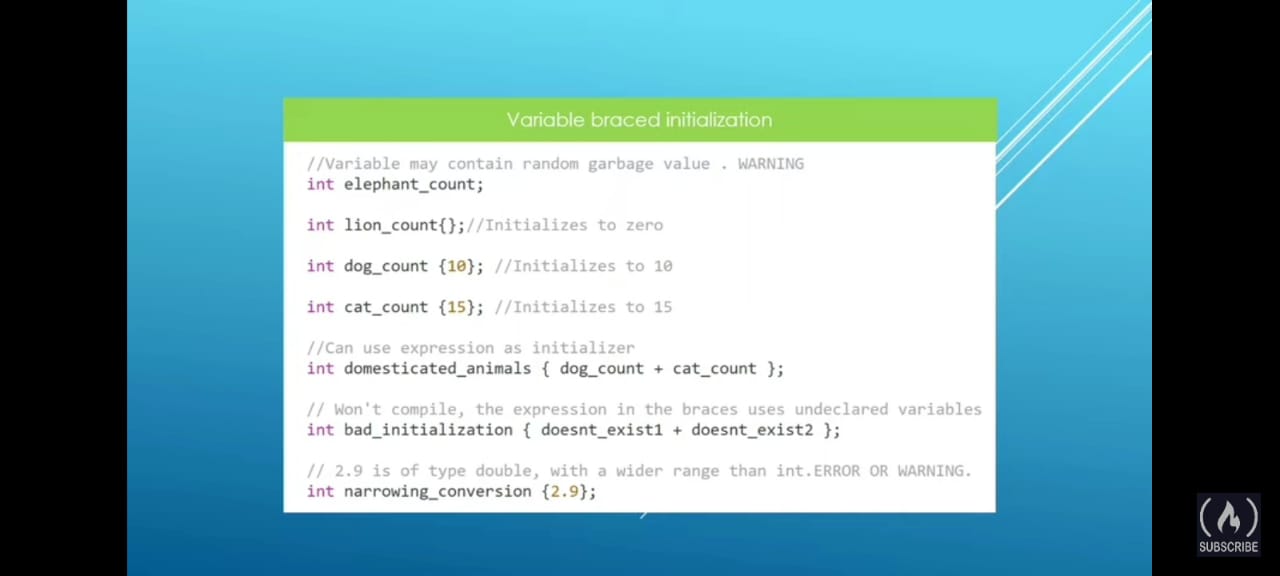 Variable braced initialization
//Variable may contain random garbage value . WARNING
int elephant_count;
int lion_count{};//Initializes to zero
int dog_count {10}; //Initializes to 10
int cat_count {15}; //Initializes to 15
//Can use expression as initializer
int domesticated_animals { dog_count + cat_count };
// Won't compile, the expression in the braces uses undeclared variables
int bad_initialization { doesnt_exist1 + doesnt_exist2 };
// 2.9 is of type double, with a wider range than int.ERROR OR WARNING.
int narrowing_conversion {2.9};
SUBSCRIBE